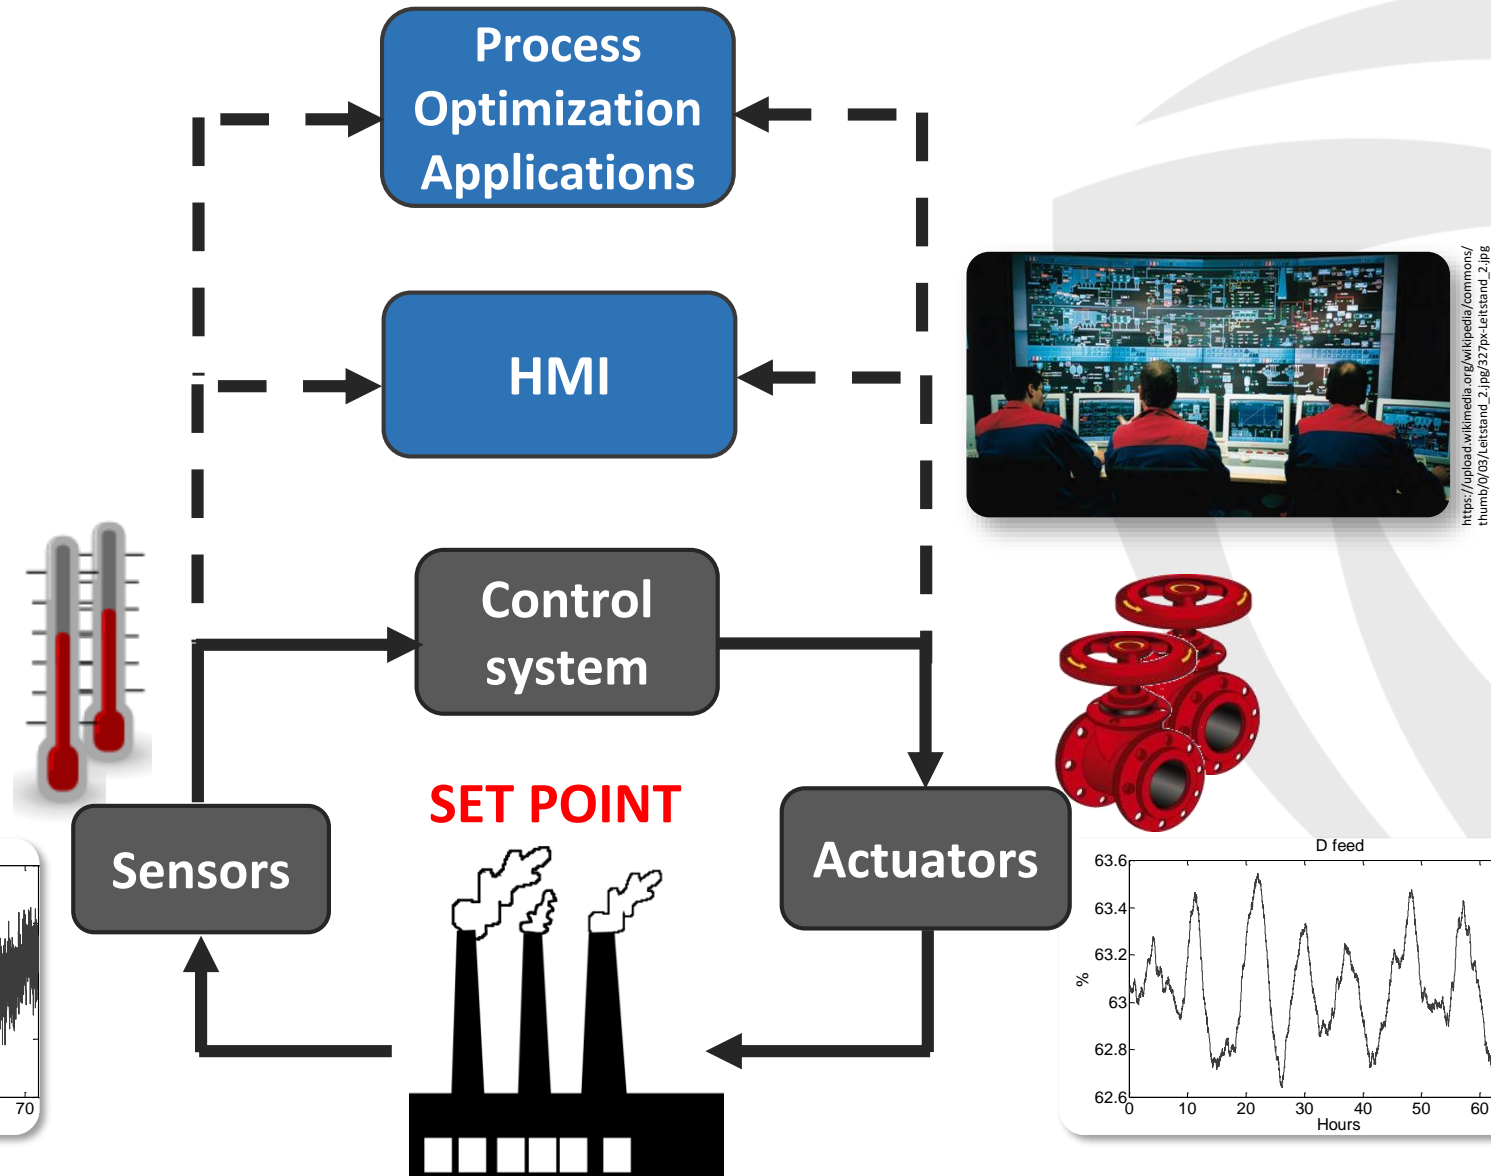 Process
Optimization
Applications
HMI
https://upload.wikimedia.org/wikipedia/commons/
thumb/0/03/Leitstand_2.jpg/327px-Leitstand_2.jpg
Control
system
SET POINT
Sensors
Actuators
70
D feed
63.6
63.4
63.2
63
62.8
62.6
%
0 10 20 30 40 50 60
Hours